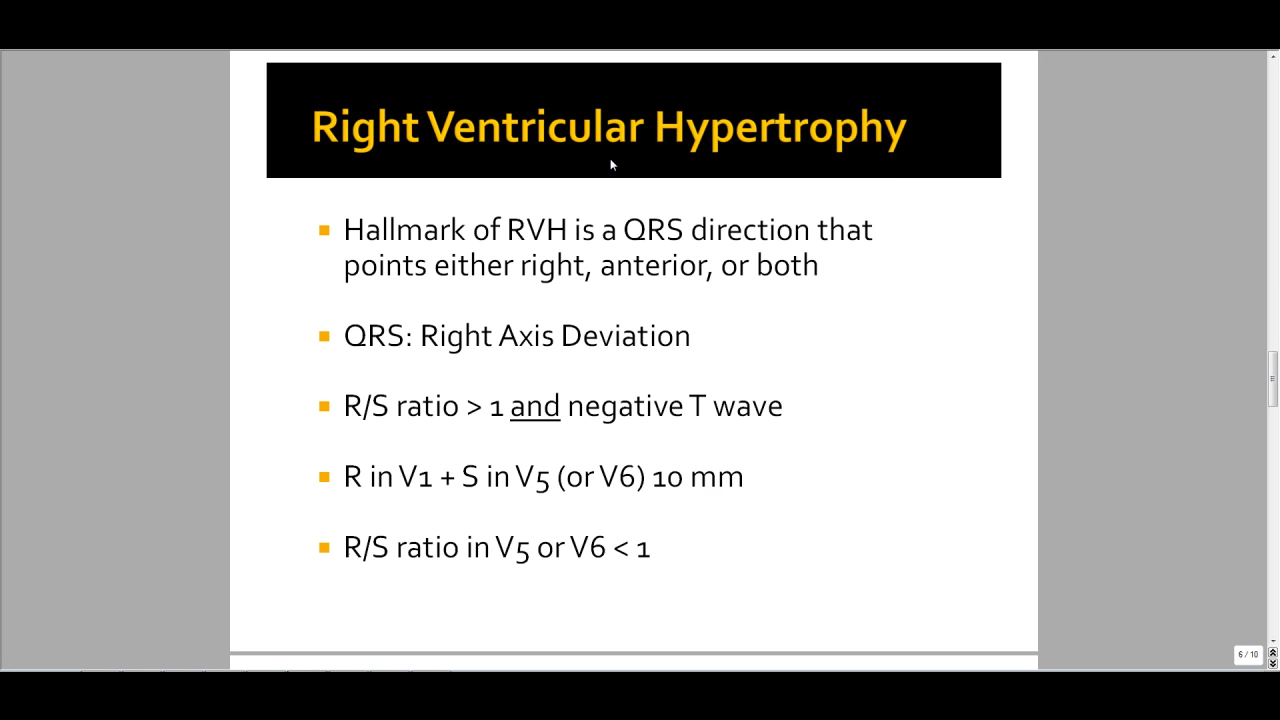 Right Ventricular Hypertrophy
Hallmark of RVH is a QRS direction that
points either right, anterior, or both
QRS: Right Axis Deviation
R/S ratio > 1 and negative T wave
R in V1 + S in V5 (or V6) 10 mm
R/S ratio in V5 or V6 < 1
6 / 10